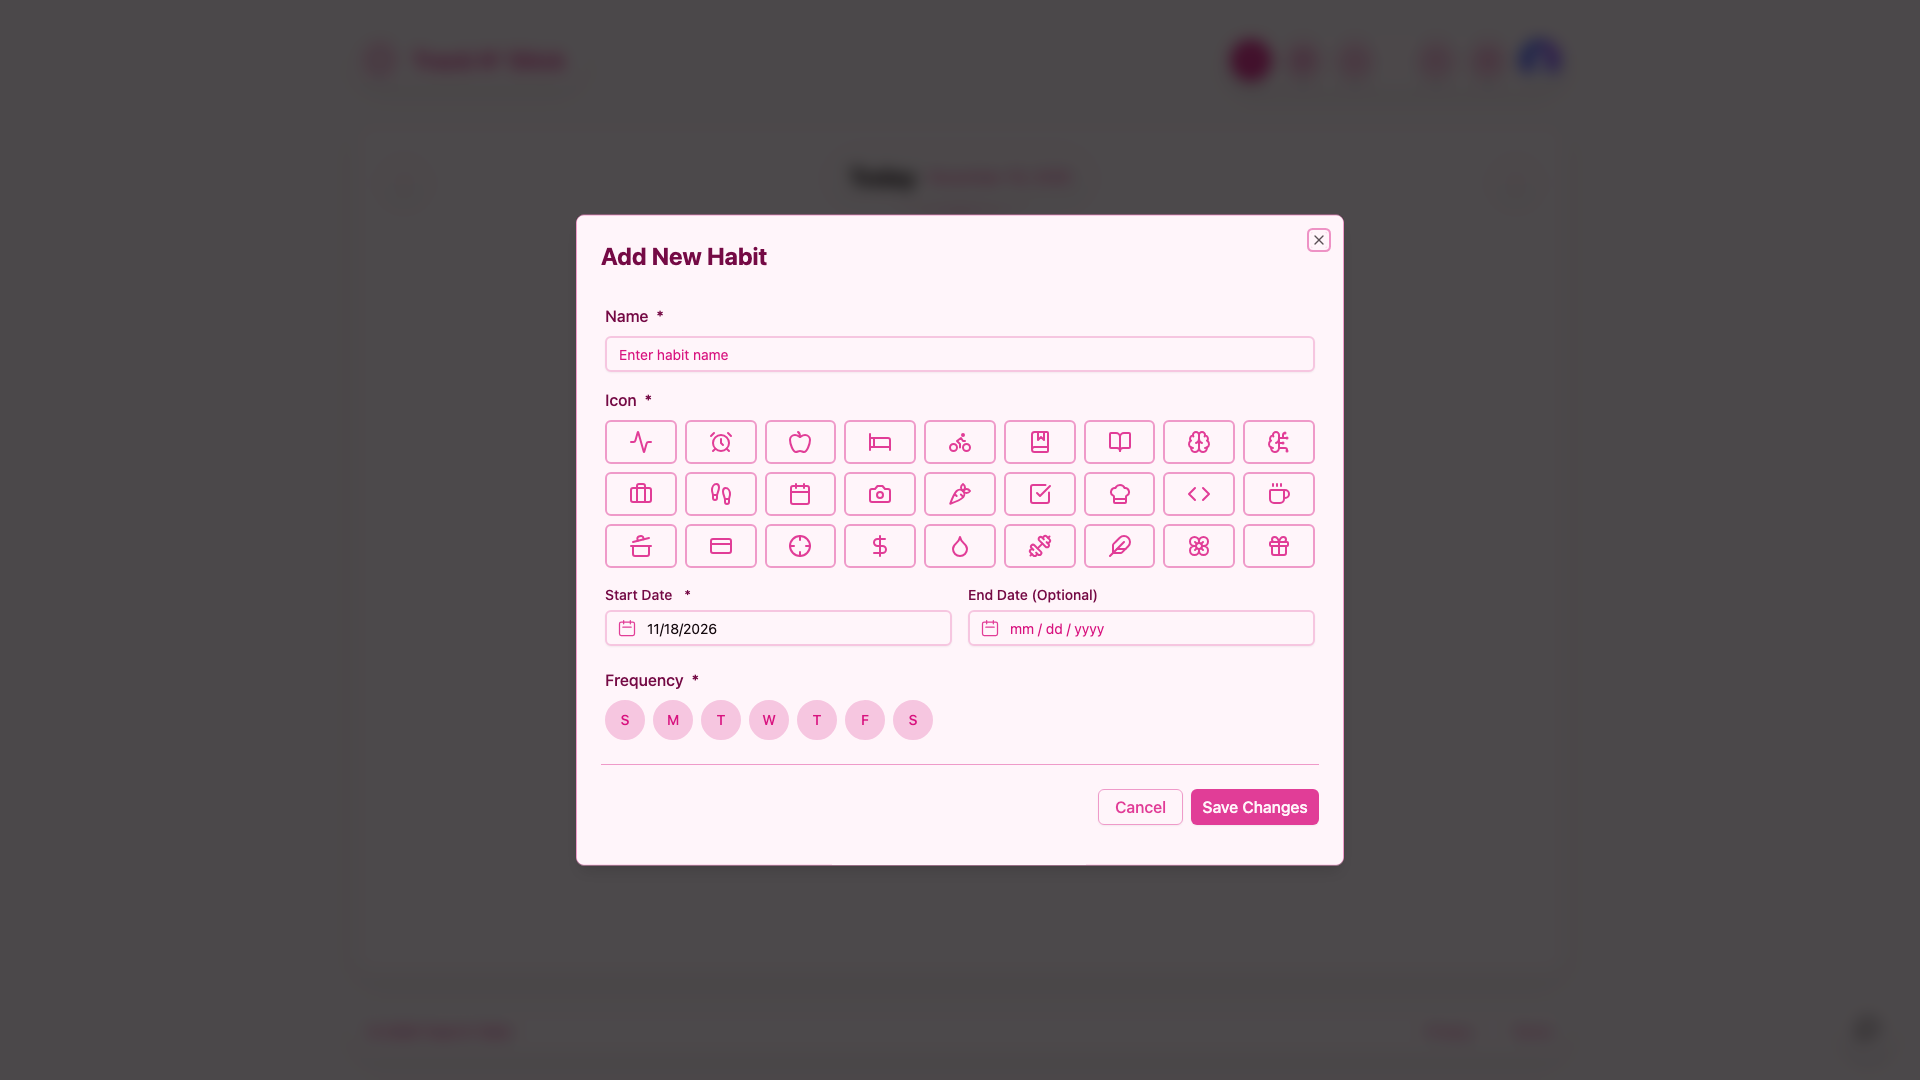 Today
Add New Habit
Name *
Enter habit name
Icon *
Start Date * End Date (Optional)
11/18/2026 mm / dd / yyyy
Frequency *
S M T W T F S
Cancel Save Changes